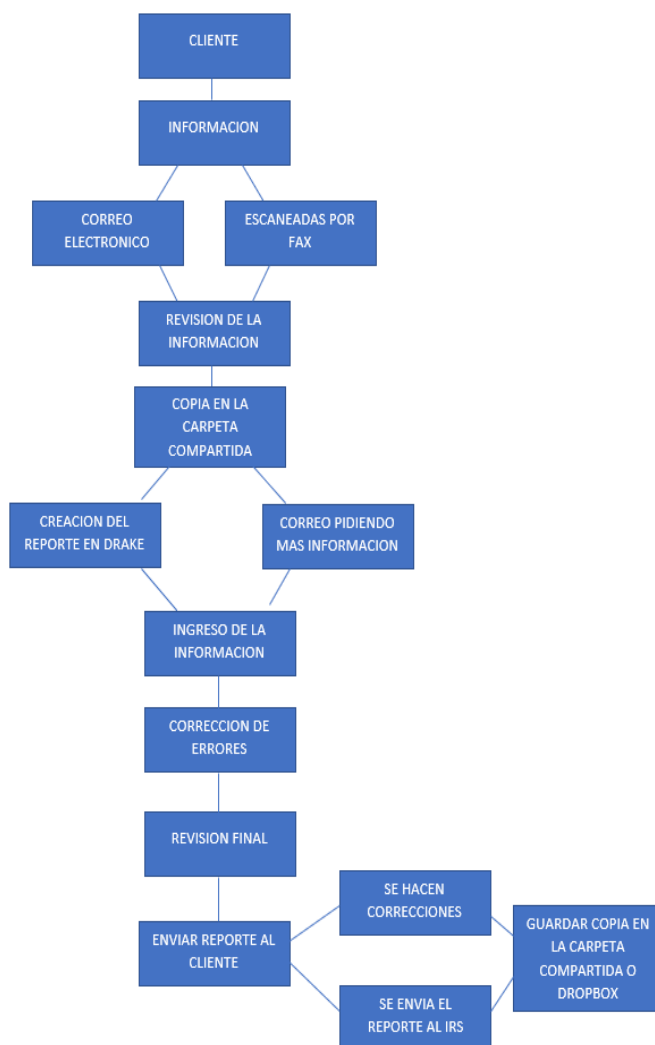 CLIENTE
INFORMACION
CORREO
ELECTRONICO
ESCANEADAS POR
FAX
REVISION DE LA
INFORMACION
COPIA EN LA
CARPETA
COMPARTIDA
CREACION DEL
REPORTE EN DRAKE
CORREO PIDIENDO
MAS INFORMACION
INGRESO DE LA
INFORMACION
CORRECCION DE
ERRORES
REVISION FINAL
ENVIAR REPORTE AL
CLIENTE
SE HACEN
CORRECCIONES
SE ENVIA EL
REPORTE AL IRS
GUARDAR COPIA EN
LA CARPETA
COMPARTIDA O
DROPBOX